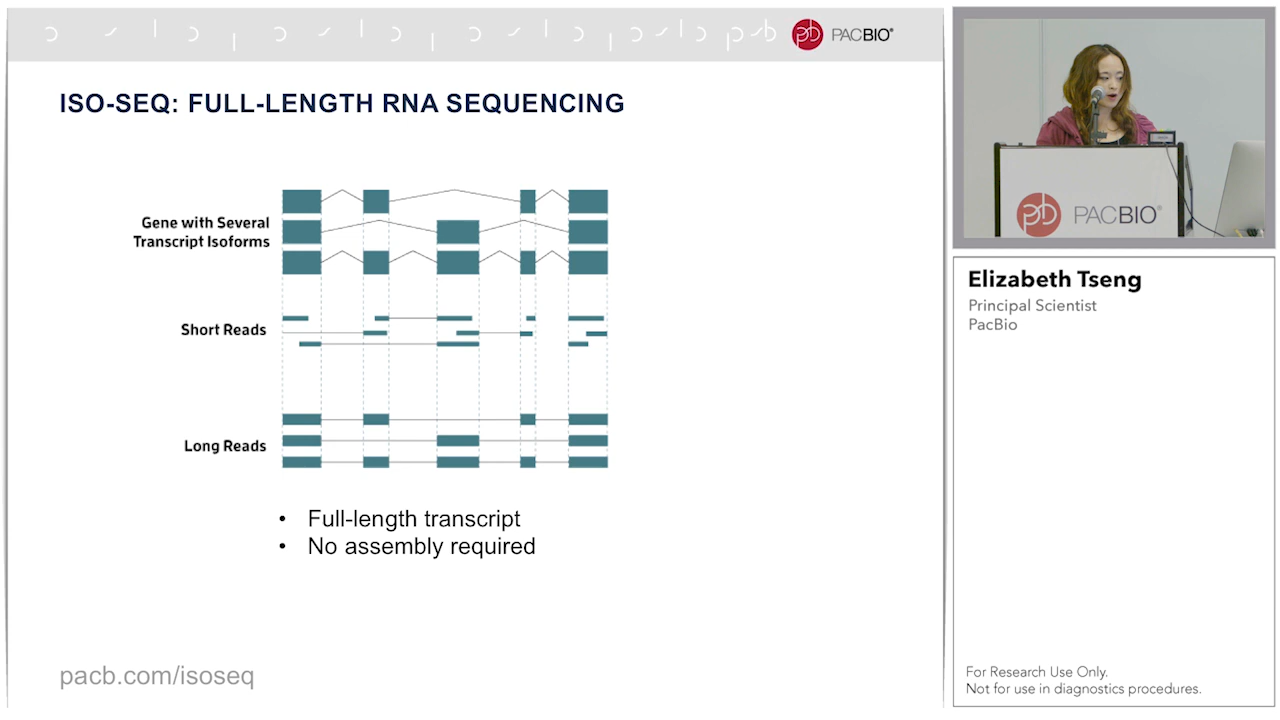 PACBIO®
ISO-SEQ: FULL-LENGTH RNA SEQUENCING
Gene with Several
Transcript Isoforms
Short Reads
Long Reads
• Full-length transcript
• No assembly required
pacb.com/isoseq
PACBIO®
Elizabeth Tseng
Principal Scientist
PacBio
For Research Use Only.
Not for use in diagnostics procedures.